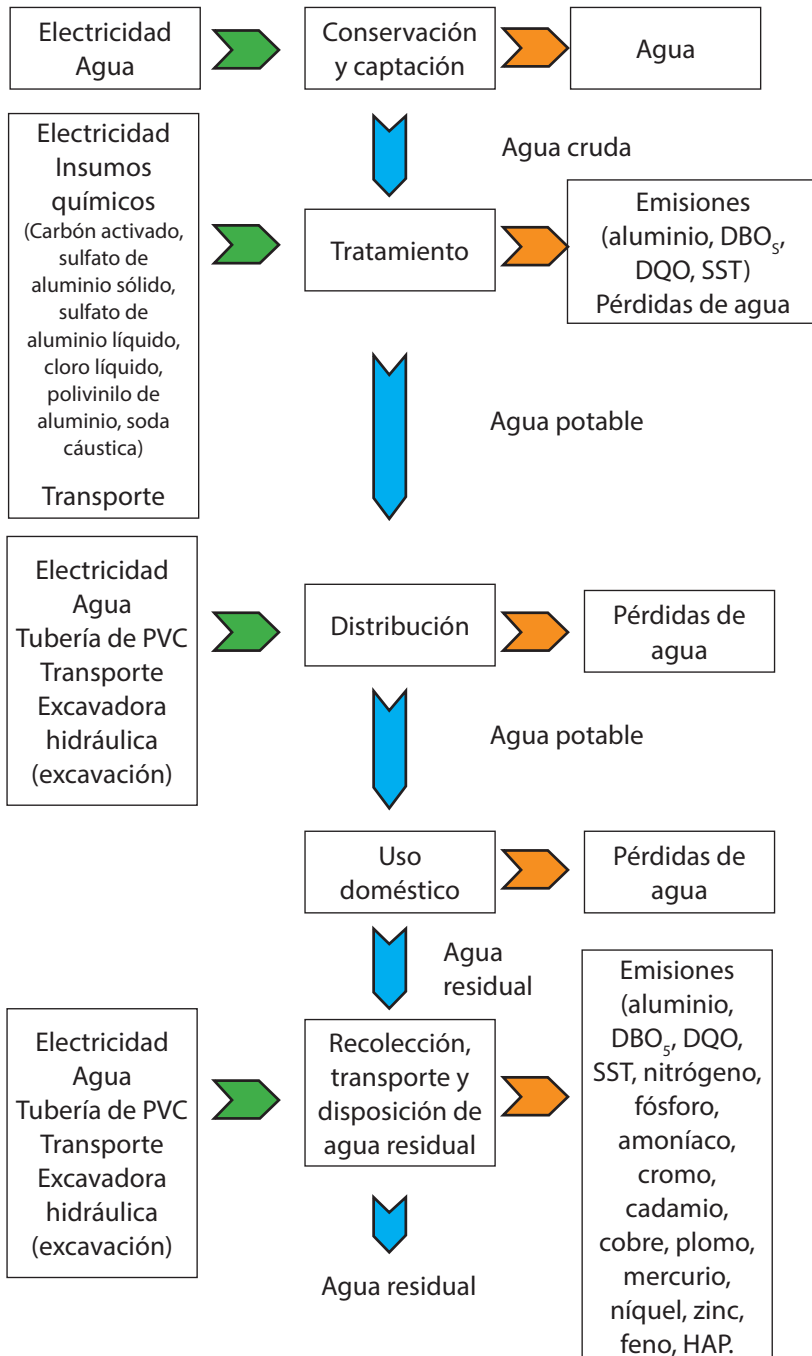 Electricidad
Agua
Conservación
y captación
Agua
Agua cruda
Electricidad
Insumos
químicos
(Carbón activado,
sulfato de
aluminio sólido,
sulfato de
aluminio líquido,
cloro líquido,
polivinilo de
aluminio, soda
cáustica)
Transporte
Tratamiento
Emisiones
(aluminio, DBO₅,
DQO, SST)
Pérdidas de agua
Agua potable
Electricidad
Agua
Tubería de PVC
Transporte
Excavadora
hidráulica
(excavación)
Distribución
Pérdidas de
agua
Agua potable
Uso
doméstico
Pérdidas de
agua
Agua
residual
Electricidad
Agua
Tubería de PVC
Transporte
Excavadora
hidráulica
(excavación)
Recolección,
transporte y
disposición de
agua residual
Emisiones
(aluminio,
DBO₅, DQO,
SST, nitrógeno,
fósforo,
amoníaco,
cromo,
cadamio,
cobre, plomo,
mercurio,
níquel, zinc,
feno, HAP.
Agua residual